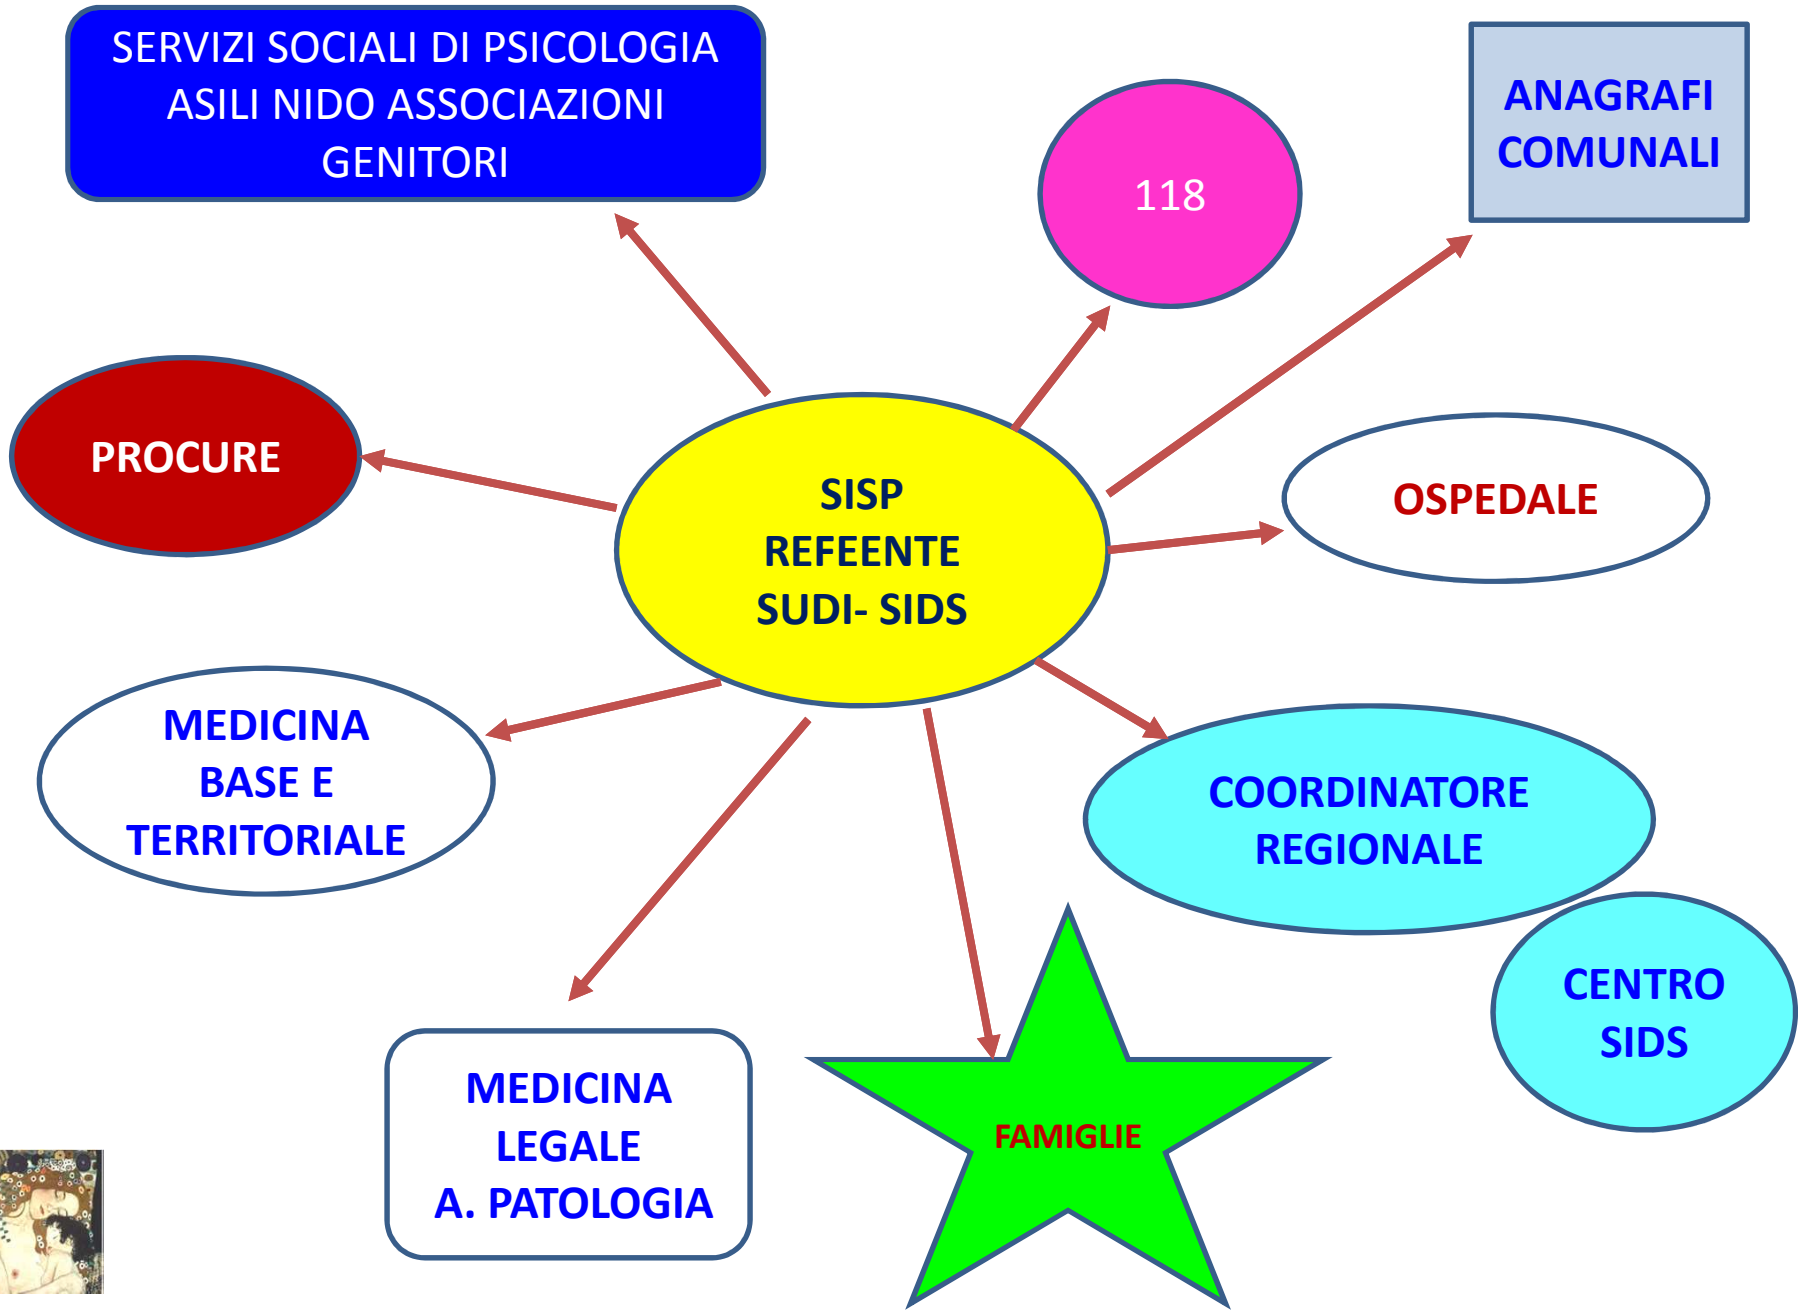 SERVIZI SOCIALI DI PSICOLOGIA
ASILI NIDO ASSOCIAZIONI
GENITORI
118
ANAGRAFI
COMUNALI
PROCURE
SISP
REFEENTE
SUDI- SIDS
OSPEDALE
MEDICINA
BASE E
TERRITORIALE
COORDINATORE
REGIONALE
CENTRO
SIDS
MEDICINA
LEGALE
A. PATOLOGIA
FAMIGLIE